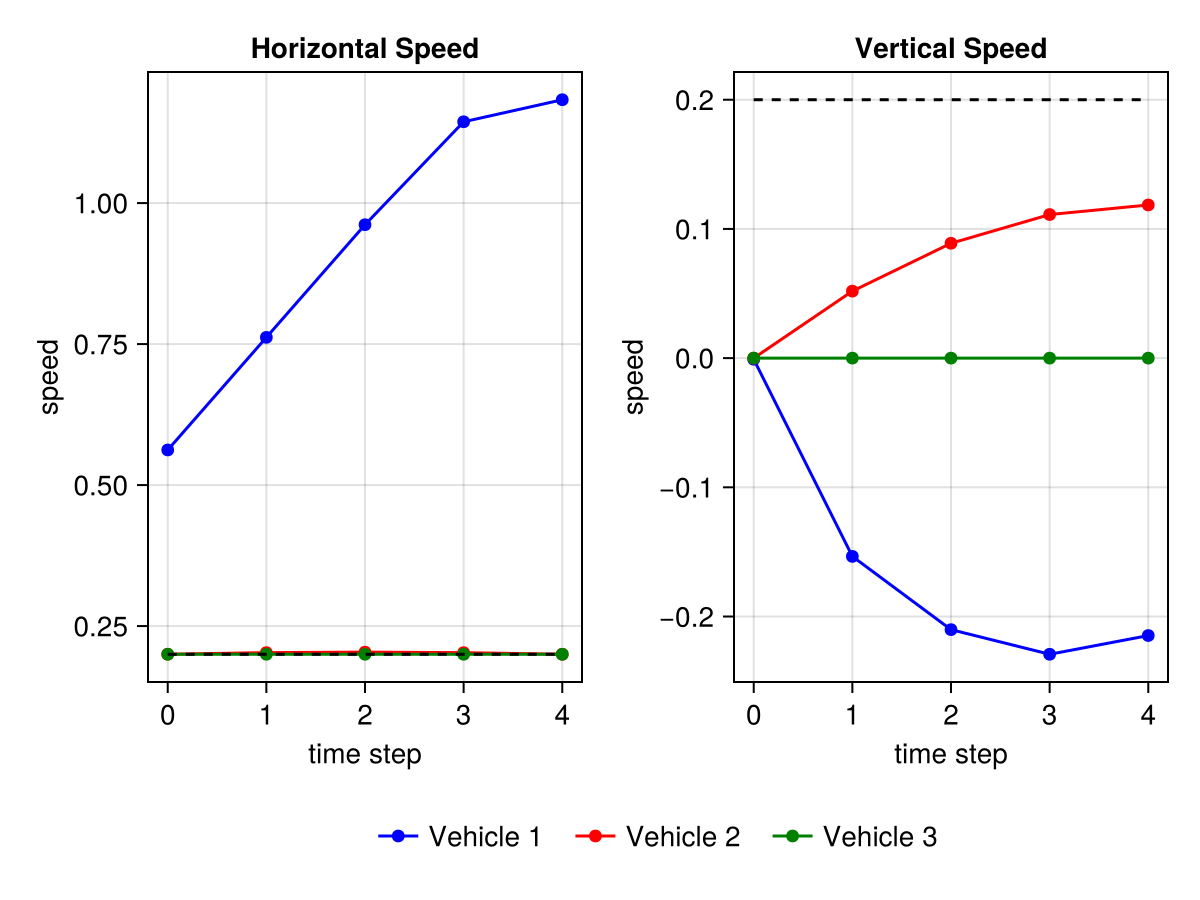 Horizontal Speed
speed
1.00
0.75
0.50
0.25
0 1 2 3 4
time step
Vertical Speed
speed
0.2
0.1
0.0
−0.1
−0.2
0 1 2 3 4
time step
Vehicle 1 Vehicle 2 Vehicle 3